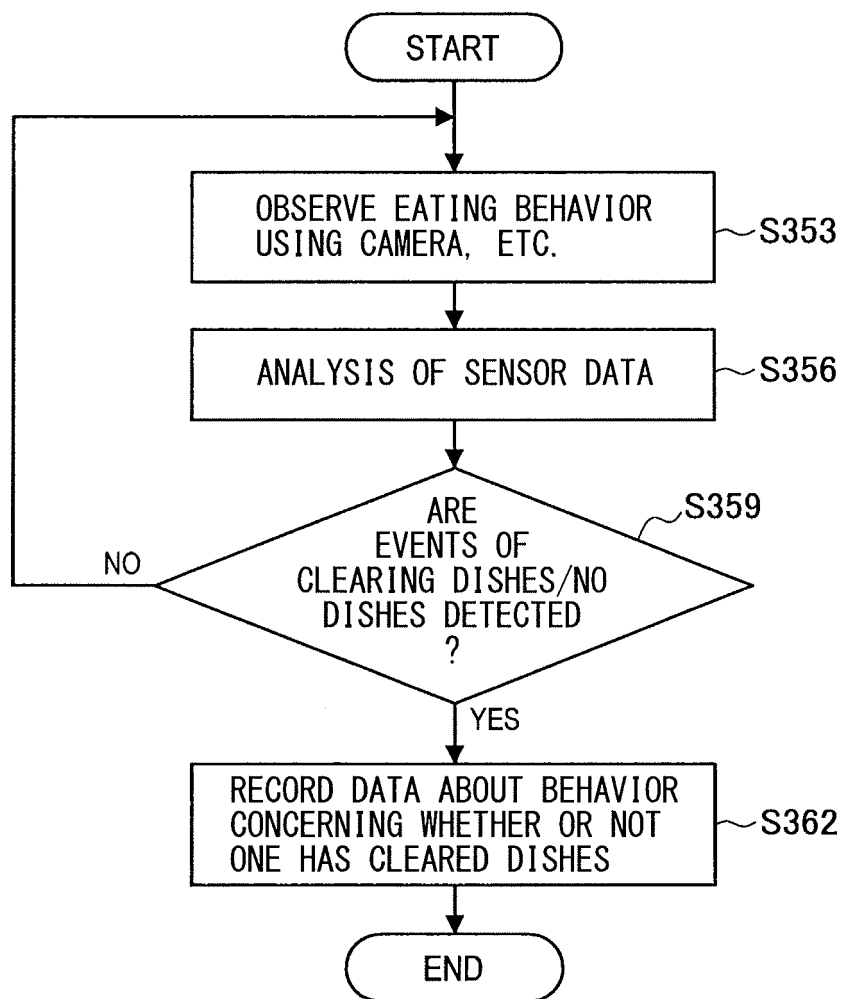 START
OBSERVE EATING BEHAVIOR
USING CAMERA, ETC.
S353
ANALYSIS OF SENSOR DATA
S356
S359
ARE
EVENTS OF
CLEARING DISHES/NO
DISHES DETECTED
?
NO
YES
RECORD DATA ABOUT BEHAVIOR
CONCERNING WHETHER OR NOT
ONE HAS CLEARED DISHES
S362
END